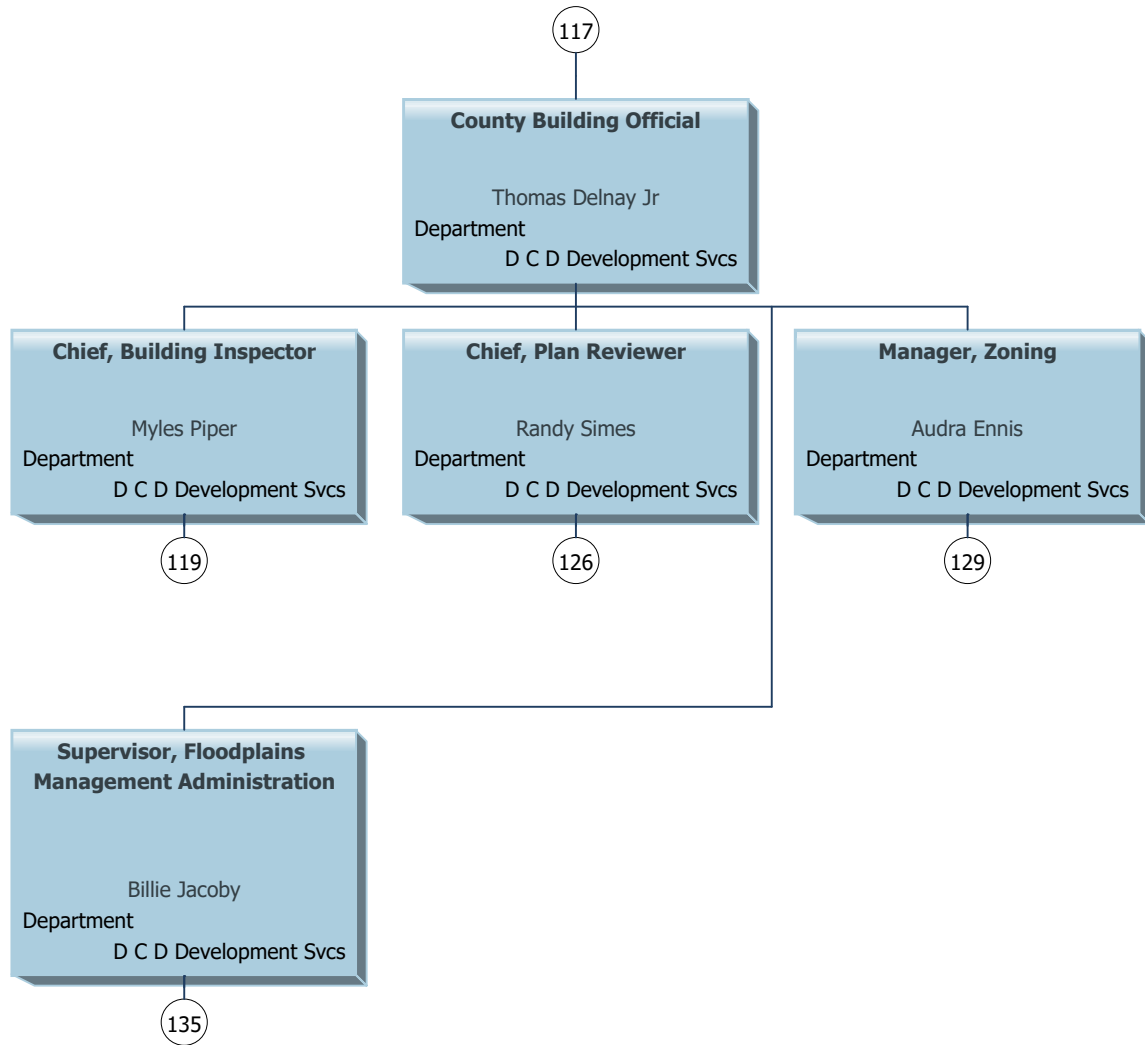 117
County Building Official
Thomas Delnay Jr
Department
D C D Development Svcs
Chief, Building Inspector
Myles Piper
Department
D C D Development Svcs
119
Chief, Plan Reviewer
Randy Simes
Department
D C D Development Svcs
126
Manager, Zoning
Audra Ennis
Department
D C D Development Svcs
129
Supervisor, Floodplains
Management Administration
Billie Jacoby
Department
D C D Development Svcs
135